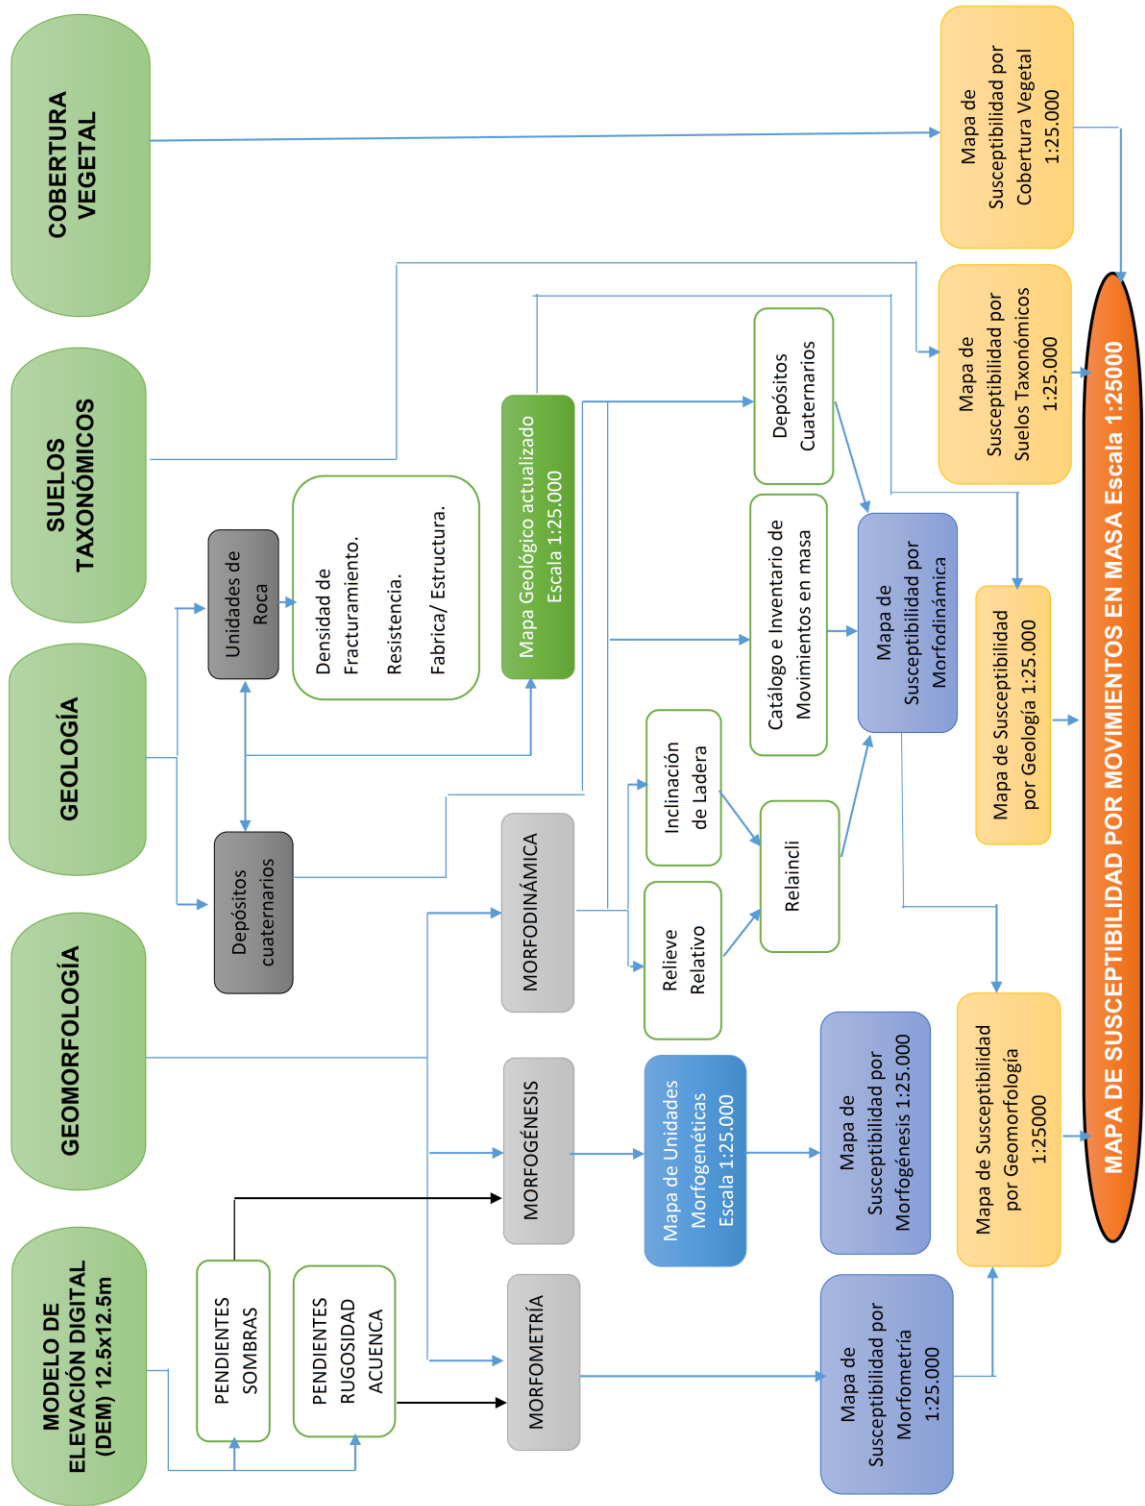 MODELO DE
ELEVACIÓN DIGITAL
(DEM) 12.5x12.5m
GEOMORFOLOGÍA
GEOLOGÍA
SUELOS
TAXONÓMICOS
COBERTURA
VEGETAL
PENDIENTES
SOMBRAS
Depósitos
cuaternarios
Unidades de
Roca
PENDIENTES
RUGOSIDAD
ACUENCA
Densidad de
Fracturamiento.
Resistencia.
Fabrica/ Estructura.
MORFOMETRÍA
MORFOGÉNESIS
MORFODINÁMICA
Mapa Geológico actualizado
Escala 1:25.000
Mapa de Unidades
Morfogenéticas
Escala 1:25.000
Relieve
Relativo
Inclinación
de Ladera
Relaincli
Catálogo e Inventario de
Movimientos en masa
Depósitos
Cuaternarios
Mapa de
Susceptibilidad por
Morfometría
1:25.000
Mapa de
Susceptibilidad por
Morfogénesis 1:25.000
Mapa de
Susceptibilidad por
Morfodinámica
Mapa de Susceptibilidad
por Geomorfología
1:25000
Mapa de Susceptibilidad
por Geología 1:25.000
Mapa de
Susceptibilidad por
Suelos Taxonómicos
1:25.000
Mapa de
Susceptibilidad por
Cobertura Vegetal
1:25.000
MAPA DE SUSCEPTIBILIDAD POR MOVIMIENTOS EN MASA Escala 1:25000